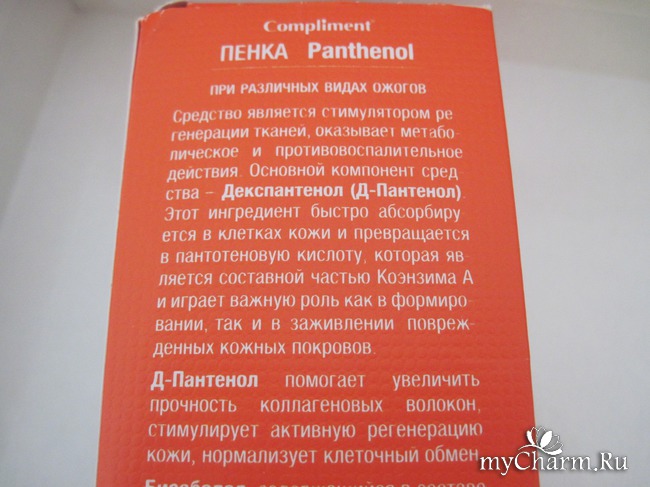 Compliment
ПЕНКА Panthenol
ПРИ РАЗЛИЧНЫХ ВИДАХ ОЖОГОВ
Средство является стимулятором ре
генерации тканей, оказывает метабо-
лическое и противовоспалительное
действия. Основной компонент сред
ства – Декспантенол (Д-Пантенол).
Этот ингредиент быстро абсорбиру
ется в клетках кожи и превращается
в пантотеновую кислоту, которая яв-
ляется составной частью Коэнзима А
и играет важную роль как в формиро-
вании, так и в заживлении повреж-
денных кожных покровов.
Д-Пантенол помогает увеличить
прочность коллагеновых волокон,
стимулирует активную регенерацию
кожи, нормализует клеточный обмен.
Бисаболол, содержащийся в составе
myCharm.Ru